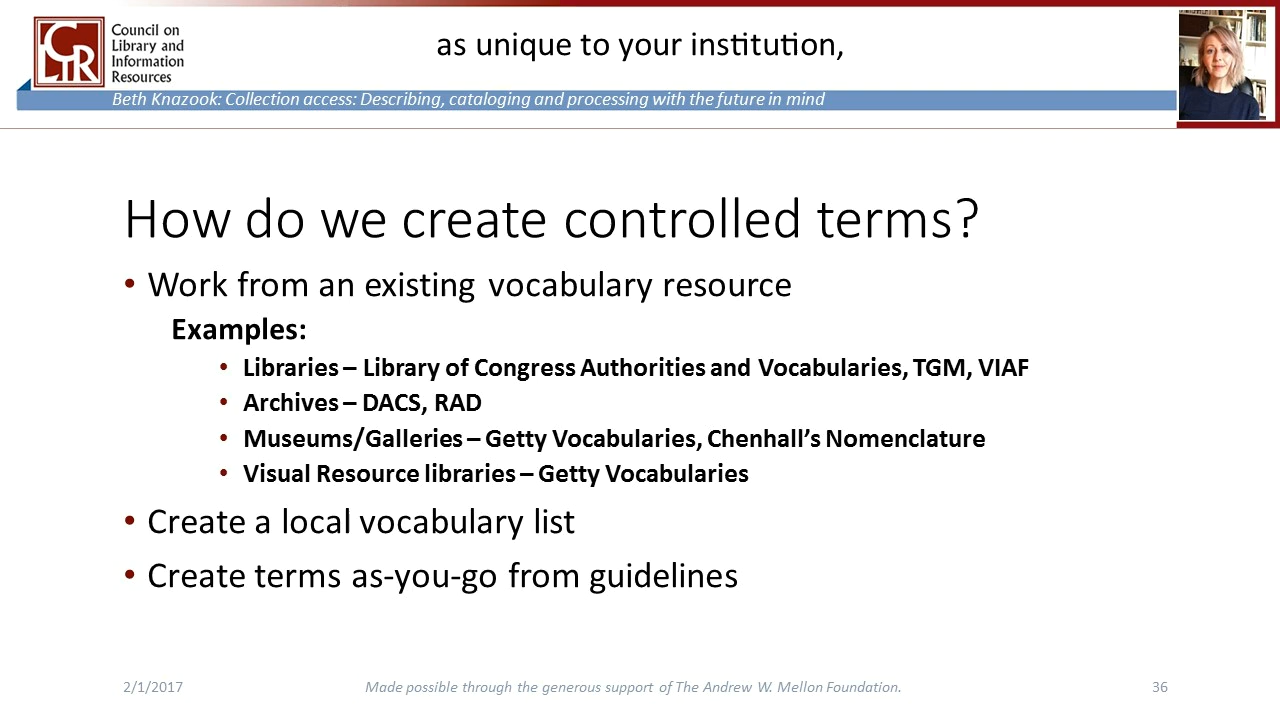 CLIR
Council on
Library and
Information
Resources
as unique to your institution,
Beth Knazook: Collection access: Describing, cataloging and processing with the future in mind
How do we create controlled terms?
• Work from an existing vocabulary resource
Examples:
• Libraries – Library of Congress Authorities and Vocabularies, TGM, VIAF
• Archives – DACS, RAD
• Museums/Galleries – Getty Vocabularies, Chenhall's Nomenclature
• Visual Resource libraries – Getty Vocabularies
• Create a local vocabulary list
• Create terms as-you-go from guidelines
2/1/2017
Made possible through the generous support of The Andrew W. Mellon Foundation.
36